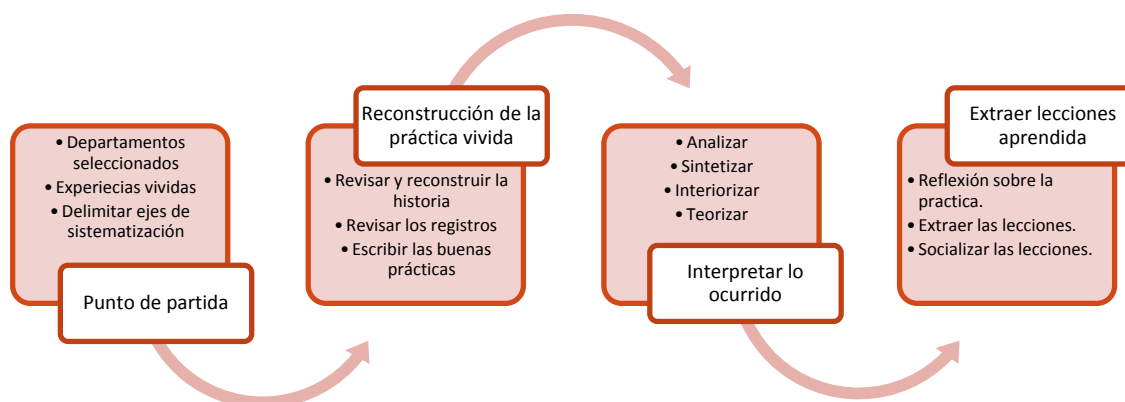 • Departamentos
seleccionados
• Experiecias vividas
• Delimitar ejes de
sistematización
Punto de partida
Reconstrucción de la
práctica vivida
• Revisar y reconstruir la
historia
• Revisar los registros
• Escribir las buenas
prácticas
• Analizar
• Sintetizar
• Interiorizar
• Teorizar
Interpretar lo
ocurrido
Extraer lecciones
aprendida
• Reflexión sobre la
practica.
• Extraer las lecciones.
• Socializar las lecciones.